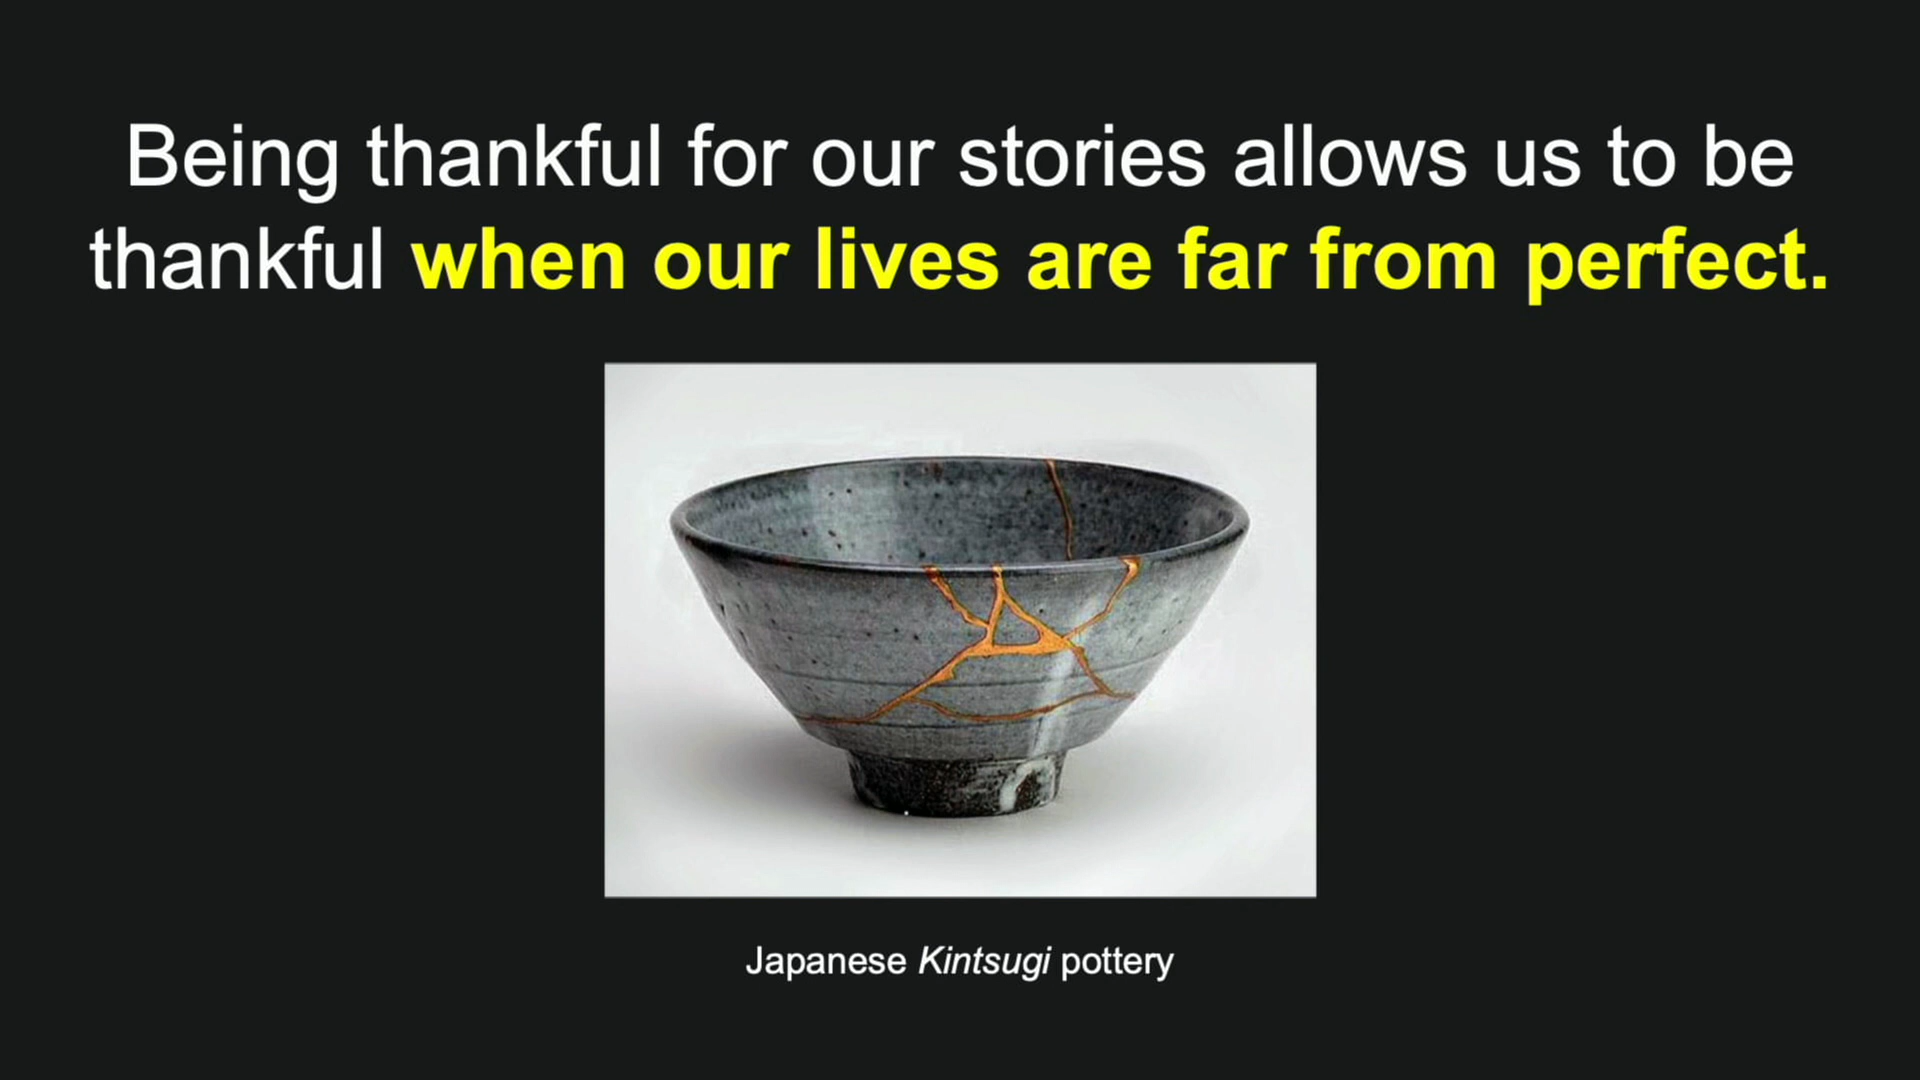 Being thankful for our stories allows us to be
thankful when our lives are far from perfect.
Japanese Kintsugi pottery